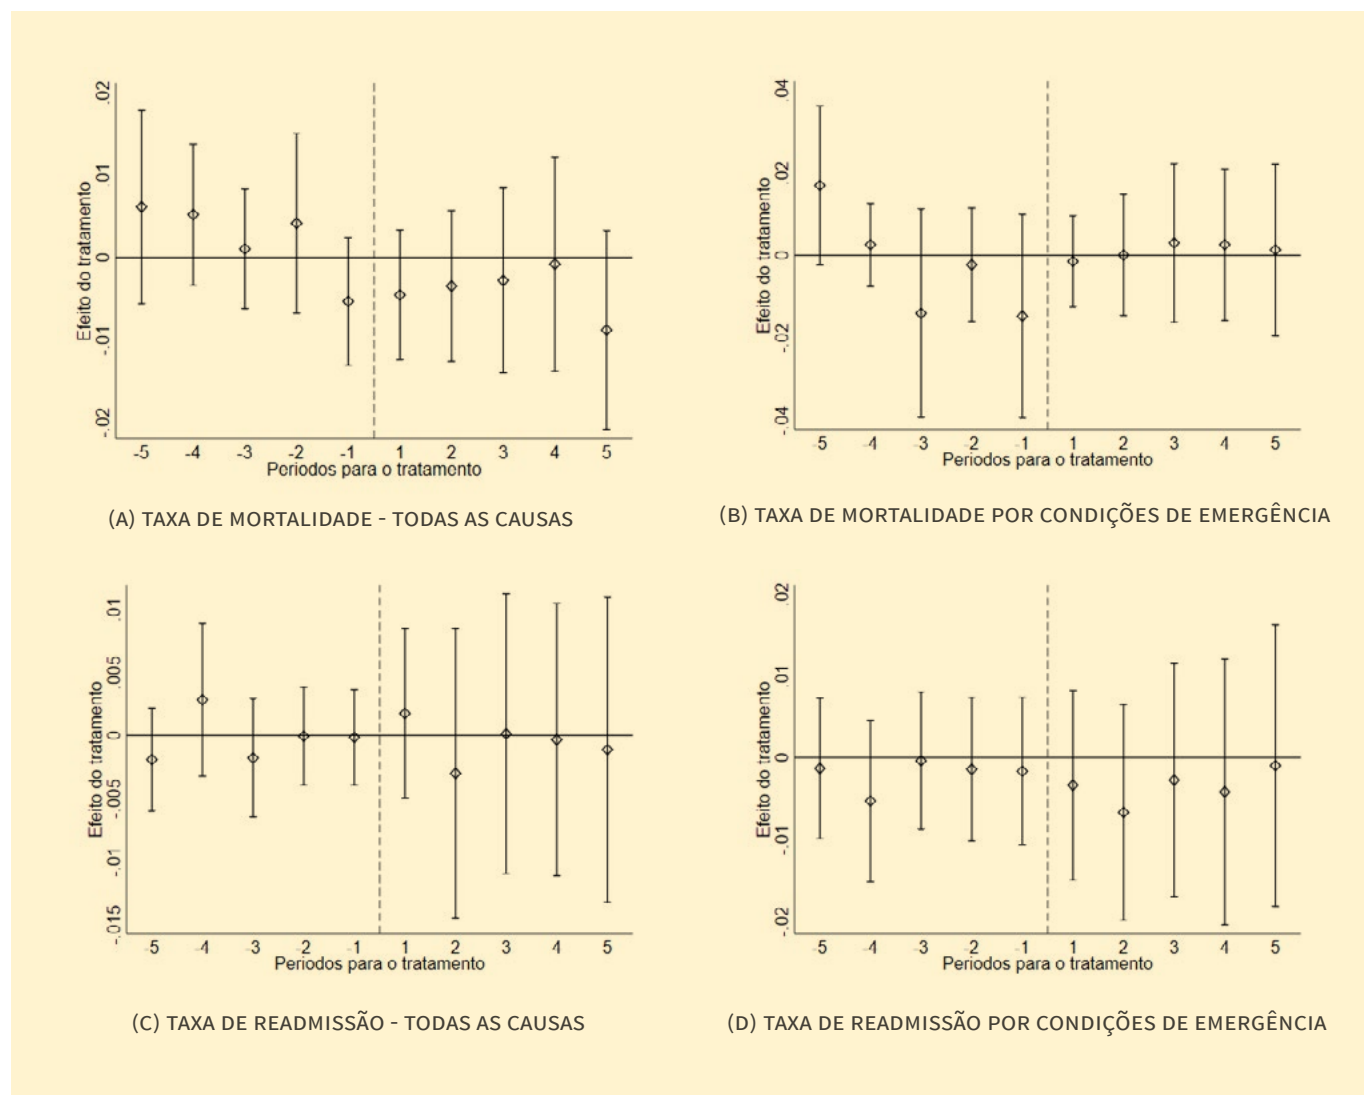 .02
.01
0
-.01
-.02
Efeito do tratamento
-5 -4 -3 -2 -1 1 2 3 4 5
Periodos para o tratamento
(A) TAXA DE MORTALIDADE - TODAS AS CAUSAS
.04
.02
0
-.02
-.04
Efeito do tratamento
-5 -4 -3 -2 -1 1 2 3 4 5
Periodos para o tratamento
(B) TAXA DE MORTALIDADE POR CONDIÇÕES DE EMERGÊNCIA
.01
.005
0
-.005
-.01
-.015
Efeito do tratamento
-5 -4 -3 -2 -1 1 2 3 4 5
Periodos para o tratamento
(C) TAXA DE READMISSÃO - TODAS AS CAUSAS
.02
.01
0
-.01
-.02
Efeito do tratamento
-5 -4 -3 -2 -1 1 2 3 4 5
Periodos para o tratamento
(D) TAXA DE READMISSÃO POR CONDIÇÕES DE EMERGÊNCIA